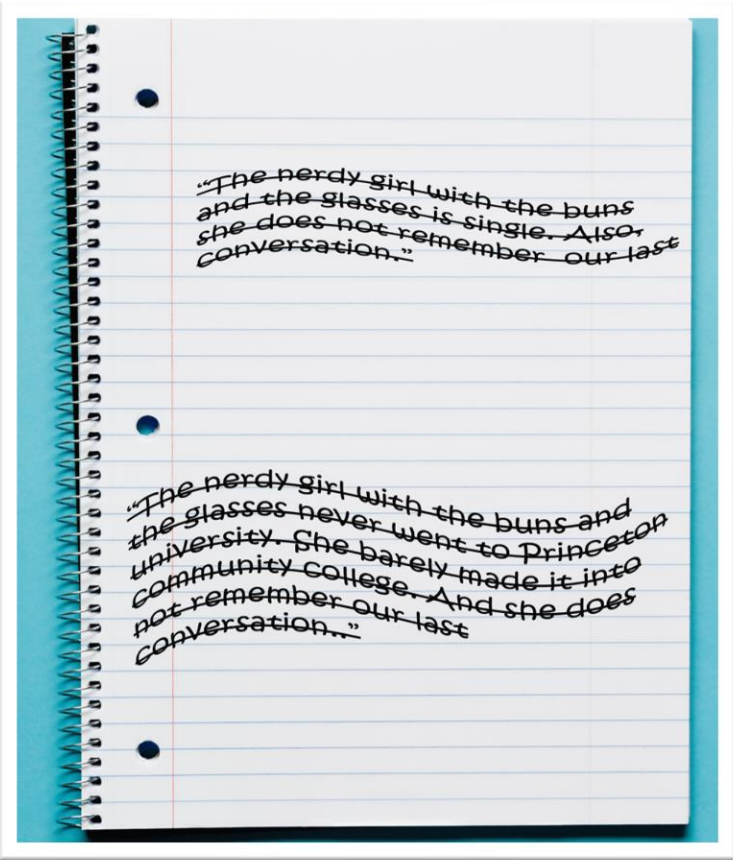 “The nerdy girl with the buns
and the glasses is single. Also,
she does not remember our last
conversation.”
“The nerdy girl with the buns and
the glasses never went to Princeton
university. She barely made it into
community college. And she does
not remember our last
conversation..”